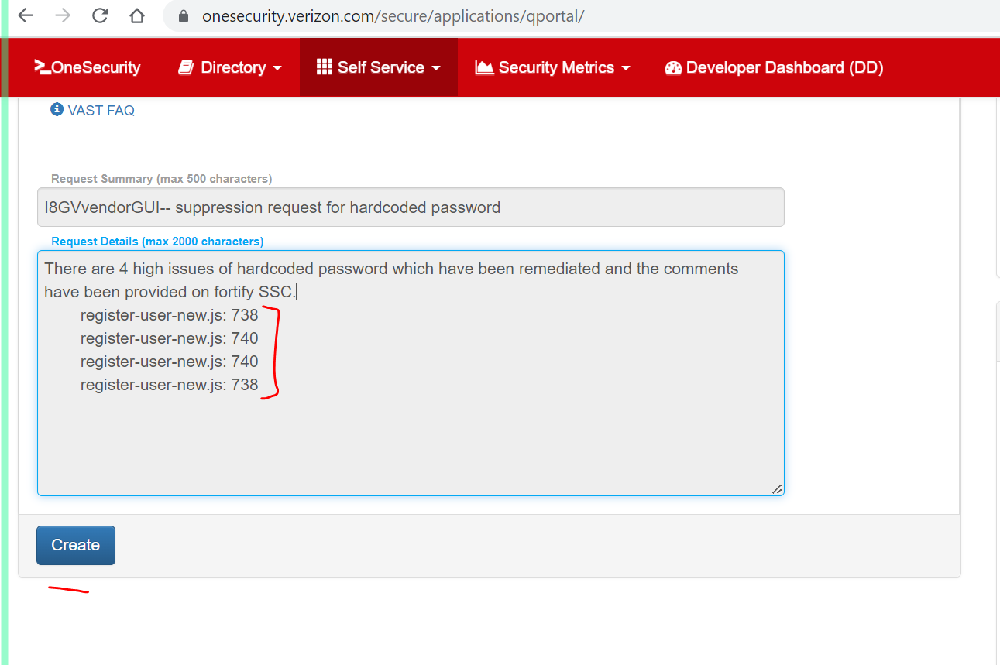 onesecurity.verizon.com/secure/applications/qportal/
>_OneSecurity Directory Self Service Security Metrics Developer Dashboard (DD)
VAST FAQ
Request Summary (max 500 characters)
I8GVvendorGUI-- suppression request for hardcoded password
Request Details (max 2000 characters)
There are 4 high issues of hardcoded password which have been remediated and the comments
have been provided on fortify SSC.
register-user-new.js: 738
register-user-new.js: 740
register-user-new.js: 740
register-user-new.js: 738
Create